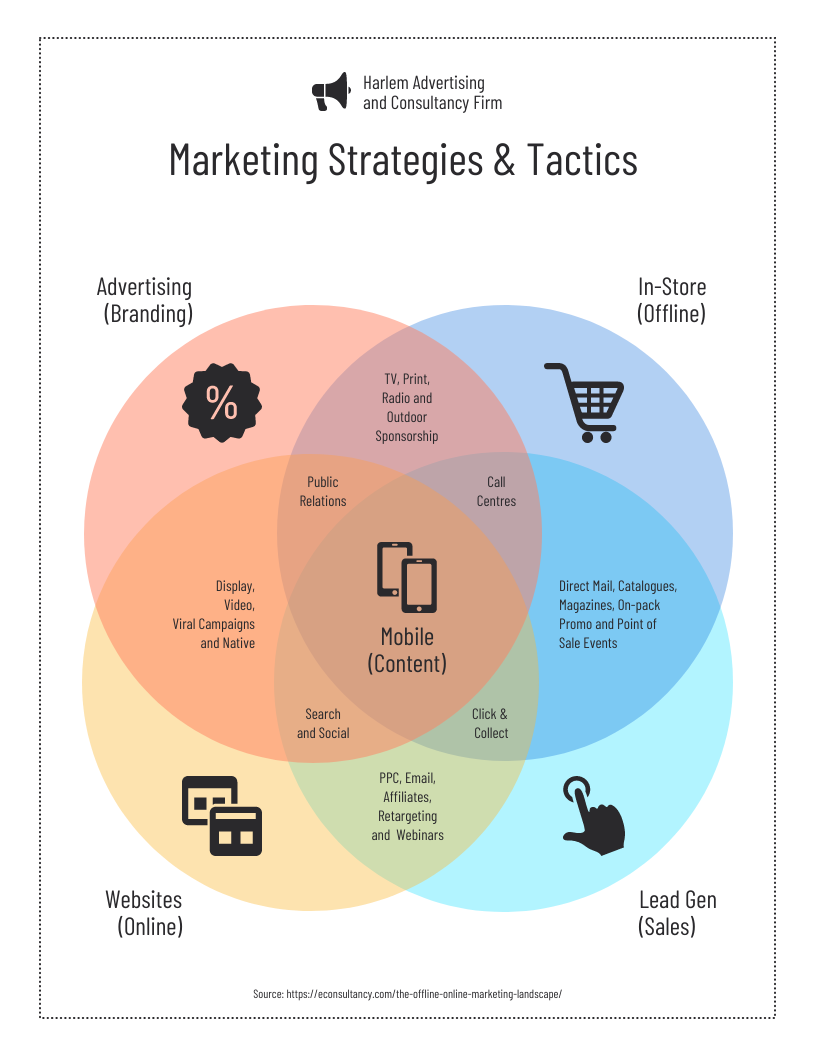 Harlem Advertising
and Consultancy Firm
Marketing Strategies & Tactics
Advertising
(Branding)
In-Store
(Offline)
%
TV, Print,
Radio and
Outdoor
Sponsorship
Public
Relations
Call
Centres
Display,
Video,
Viral Campaigns
and Native
Mobile
(Content)
Direct Mail, Catalogues,
Magazines, On-pack
Promo and Point of
Sale Events
Search
and Social
Click &
Collect
PPC, Email,
Affiliates,
Retargeting
and Webinars
Websites
(Online)
Lead Gen
(Sales)
Source: https://econsultancy.com/the-offline-online-marketing-landscape/